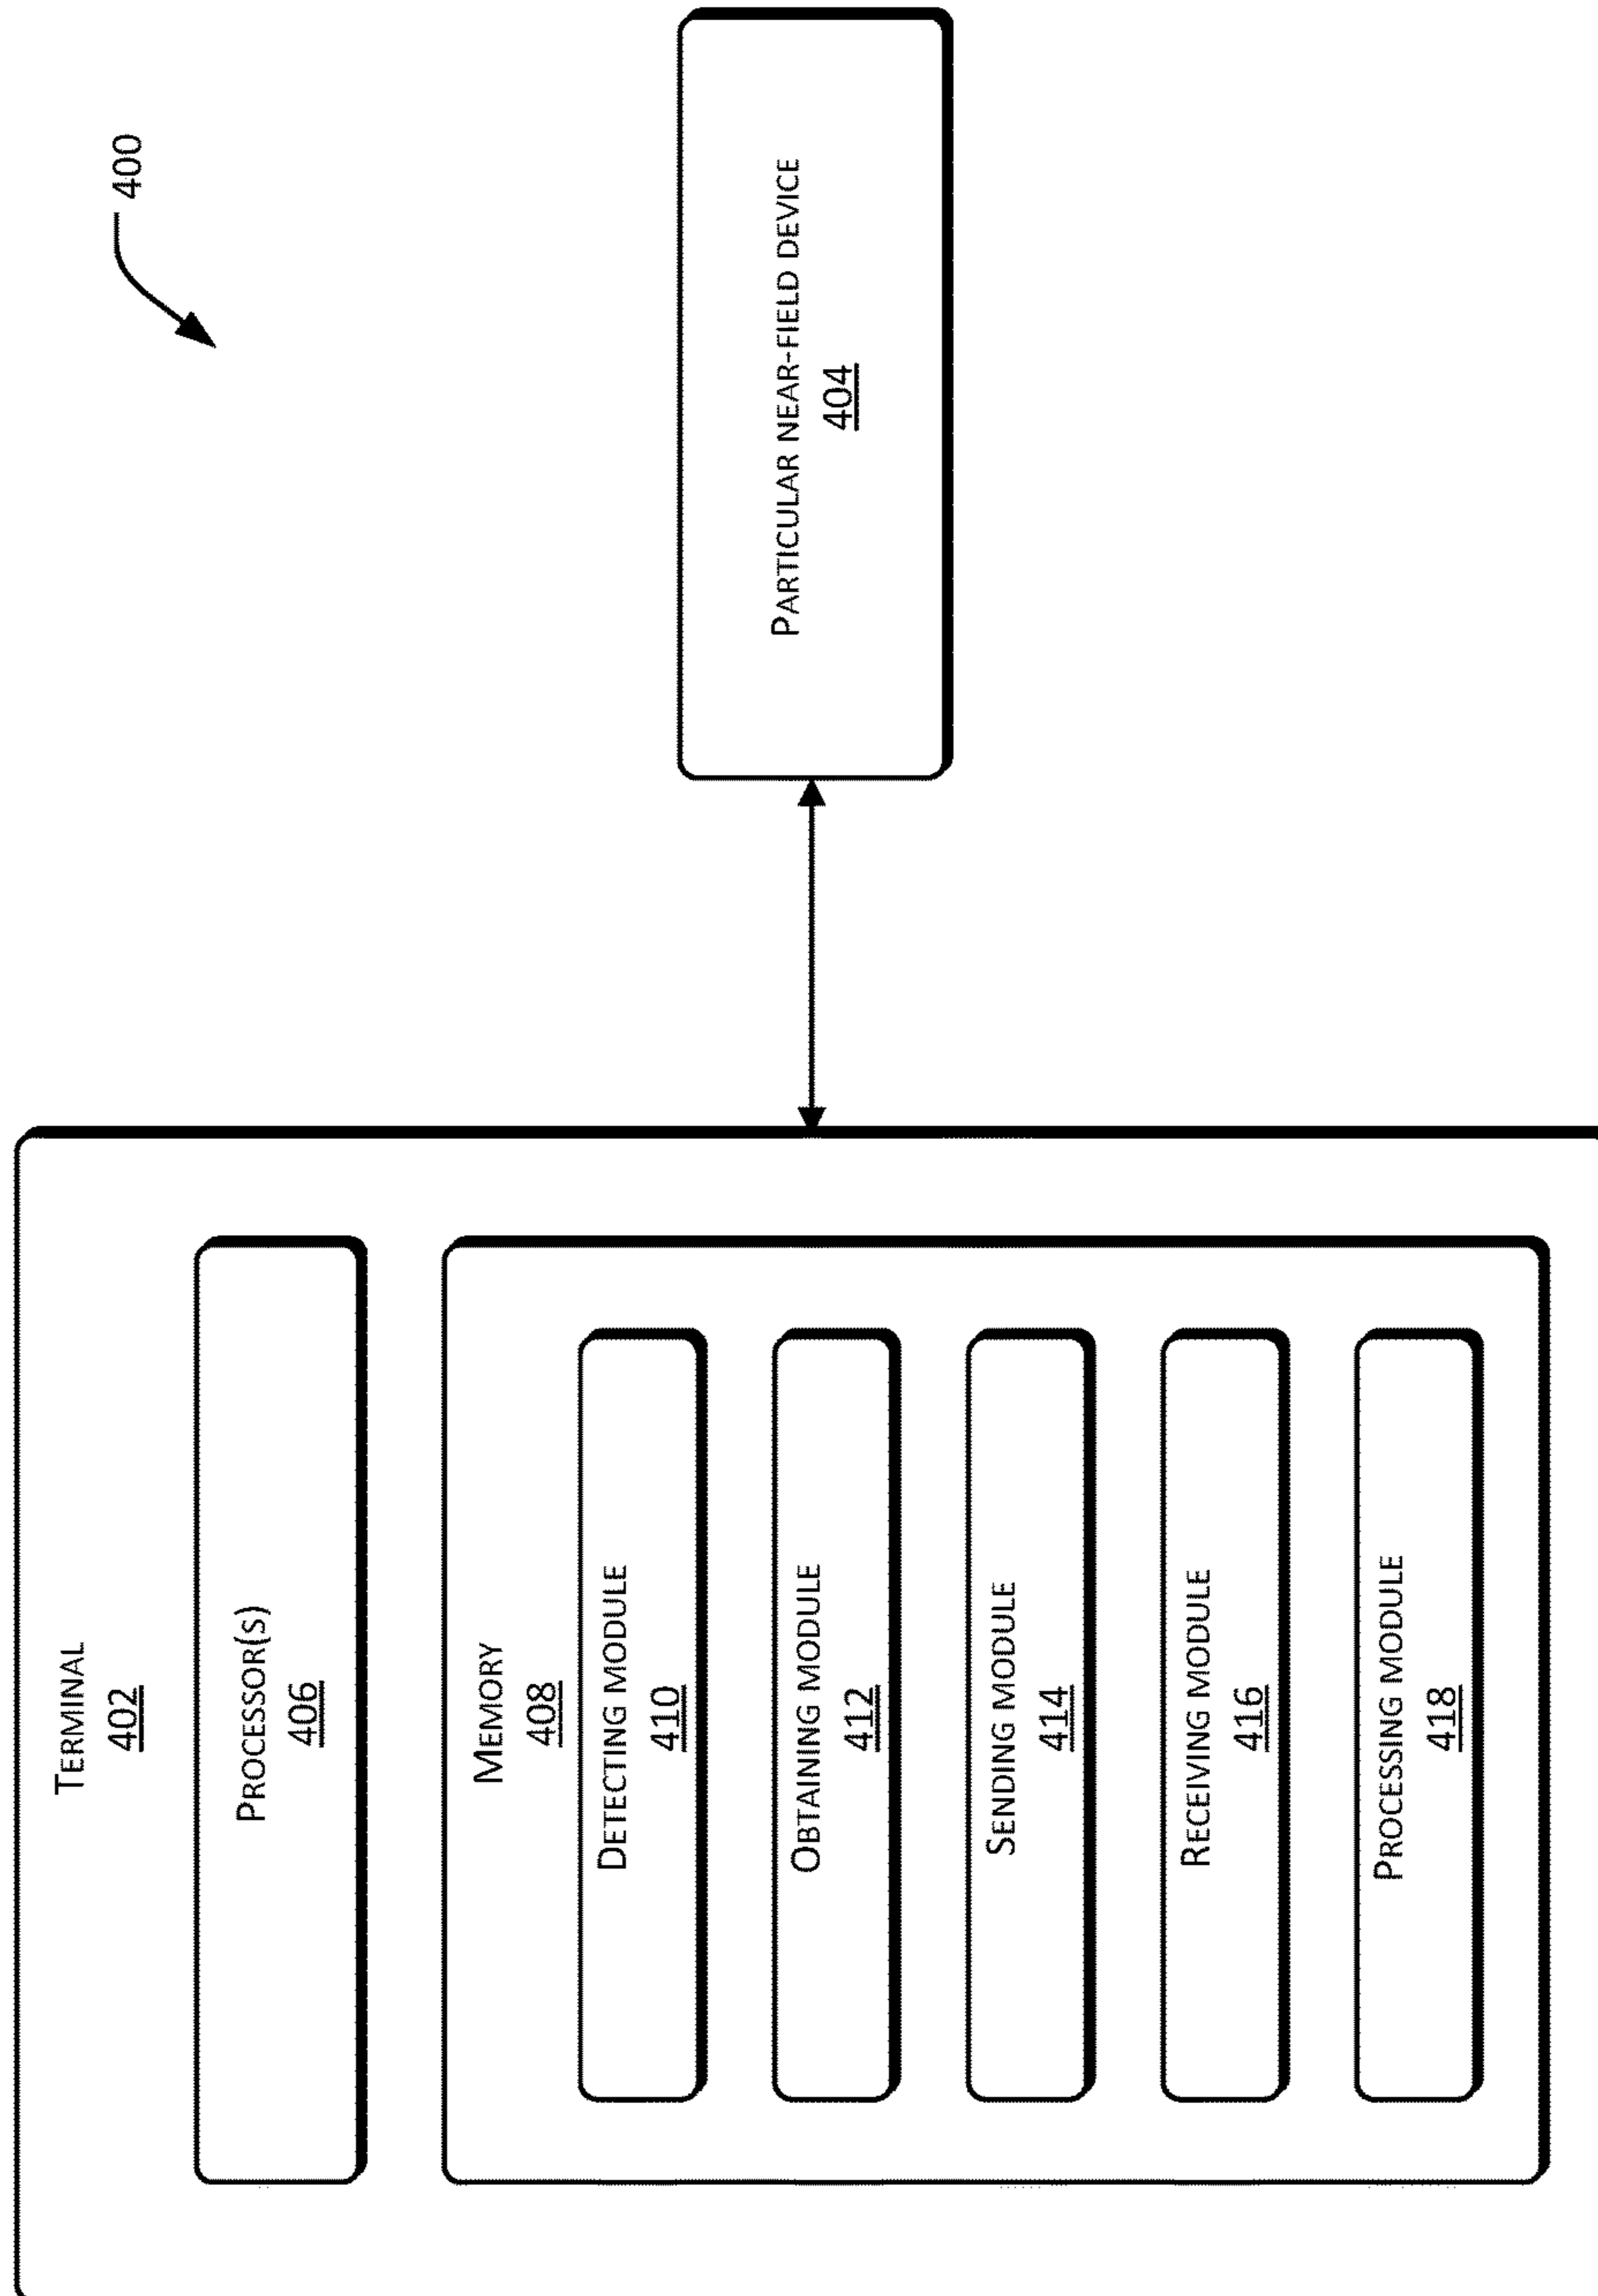 400
TERMINAL
402
PROCESSOR(S)
406
MEMORY
408
DETECTING MODULE
410
OBTAINING MODULE
412
SENDING MODULE
414
RECEIVING MODULE
416
PROCESSING MODULE
418
PARTICULAR NEAR-FIELD DEVICE
404